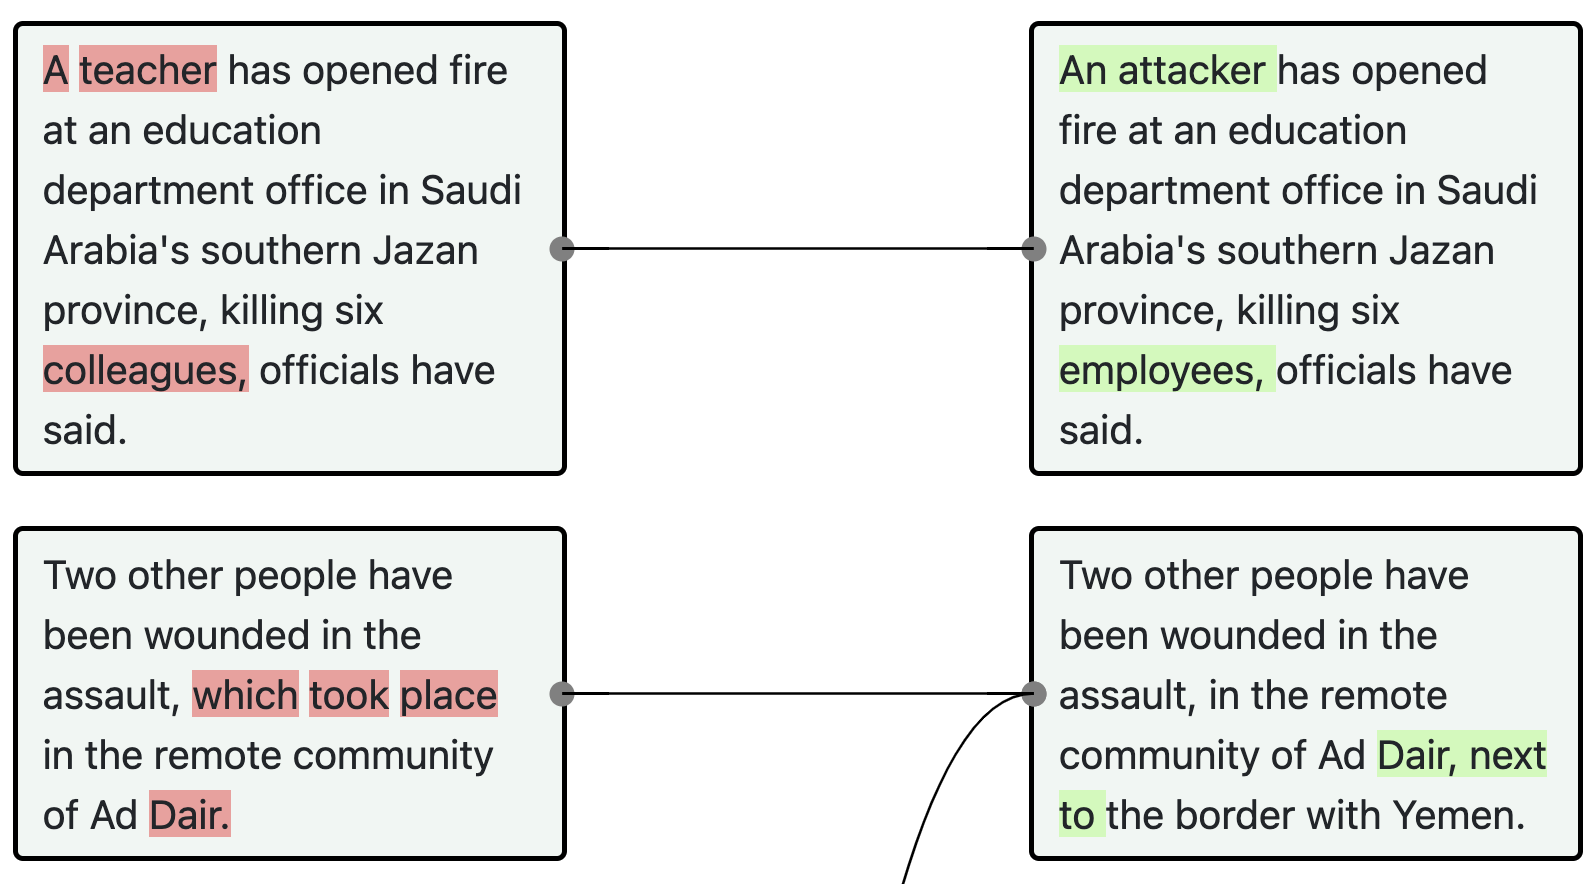 A teacher has opened fire
at an education
department office in Saudi
Arabia's southern Jazan
province, killing six
colleagues, officials have
said.
An attacker has opened
fire at an education
department office in Saudi
Arabia's southern Jazan
province, killing six
employees, officials have
said.
Two other people have
been wounded in the
assault, which took place
in the remote community
of Ad Dair.
Two other people have
been wounded in the
assault, in the remote
community of Ad Dair, next
to the border with Yemen.